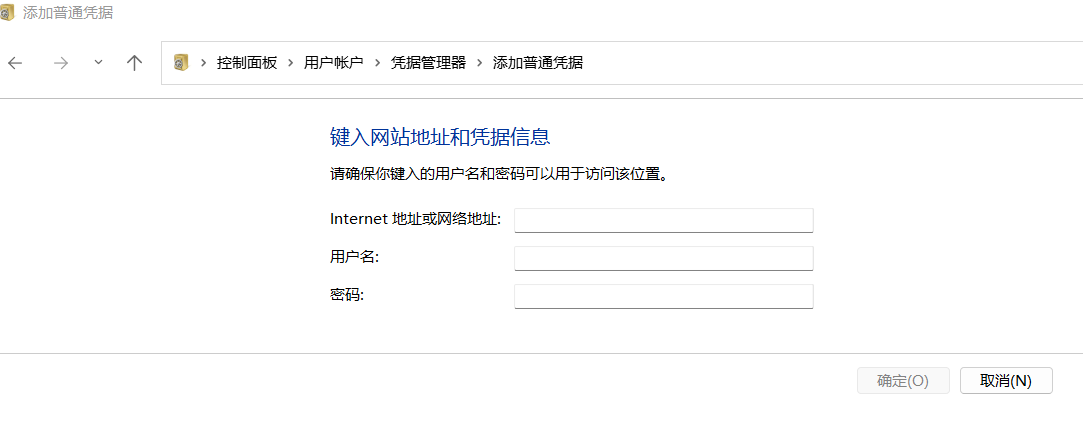 添加普通凭据
控制面板 › 用户帐户 › 凭据管理器 › 添加普通凭据
键入网站地址和凭据信息
请确保你键入的用户名和密码可以用于访问该位置。
Internet 地址或网络地址:
用户名:
密码:
确定(O) 取消(N)